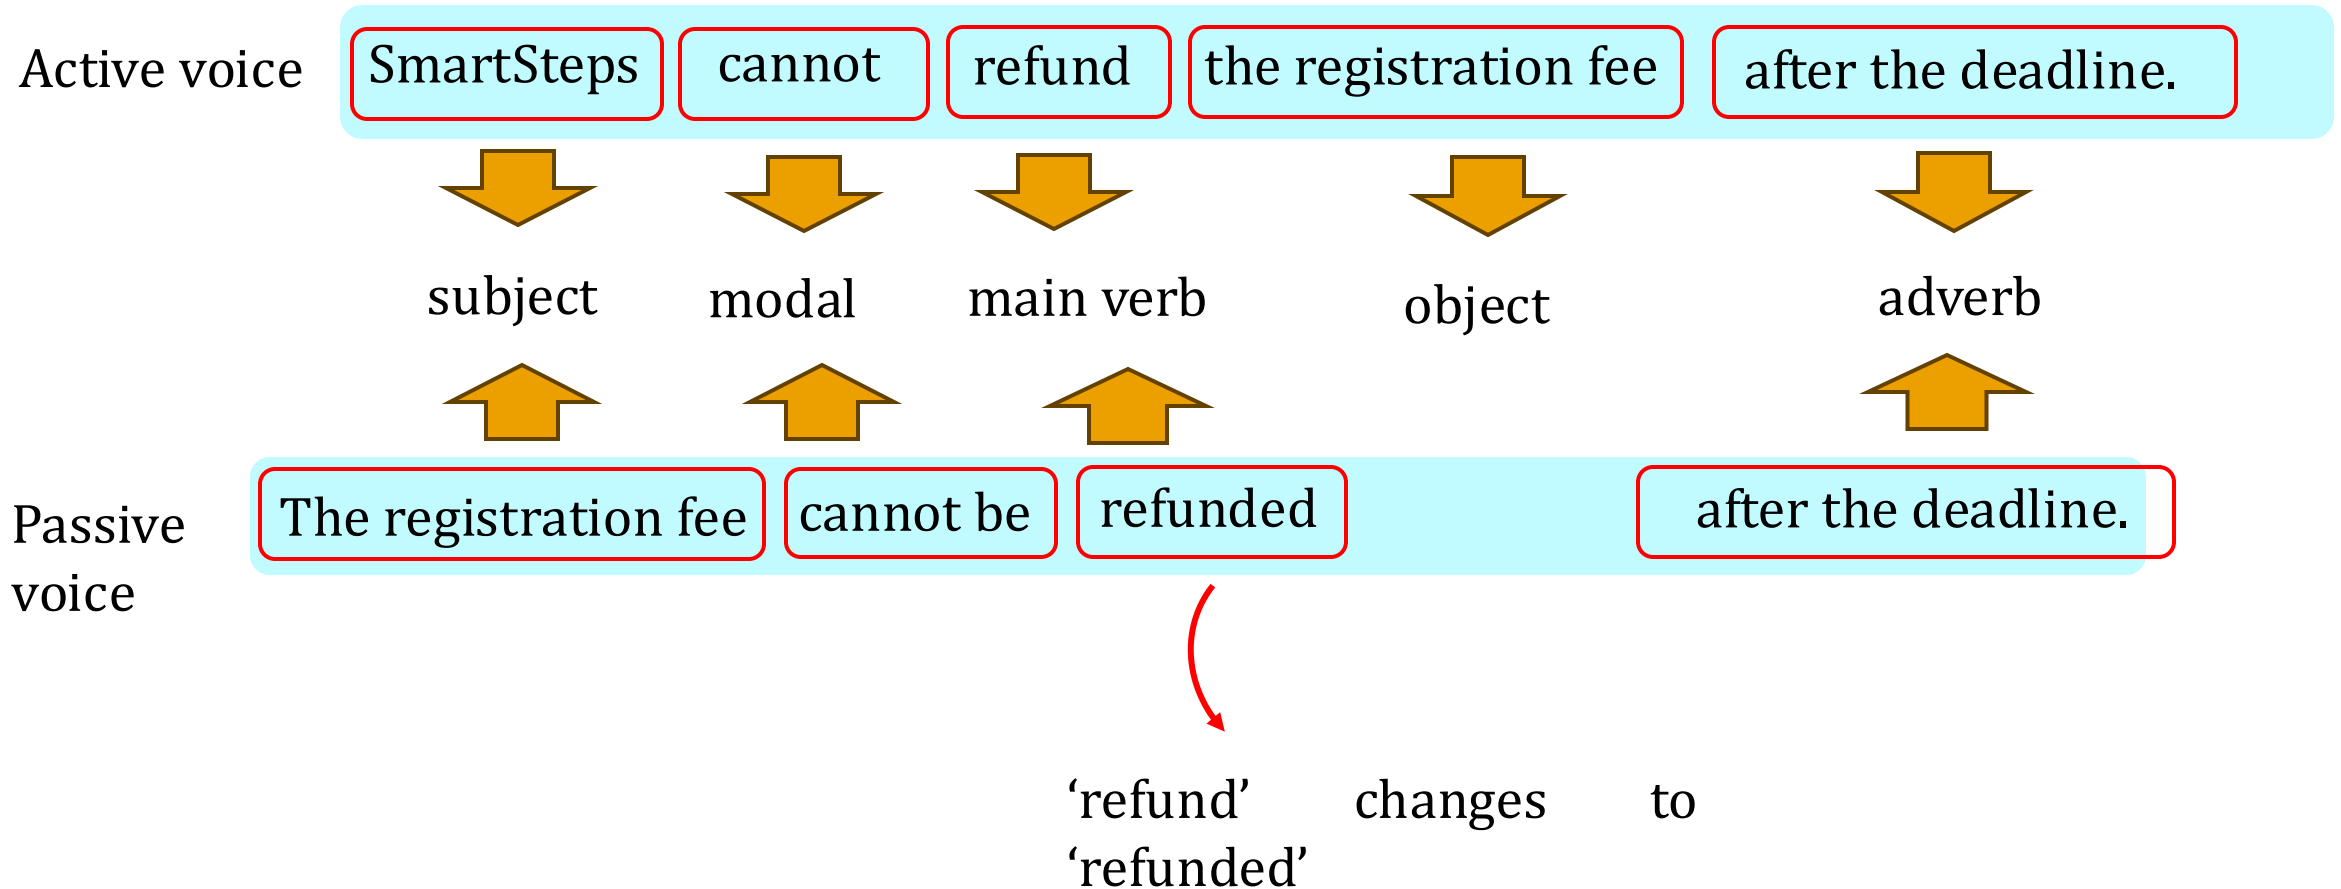 Active voice SmartSteps cannot refund the registration fee after the deadline.
subject modal main verb object adverb
Passive voice The registration fee cannot be refunded after the deadline.
‘refund’ changes to
‘refunded’